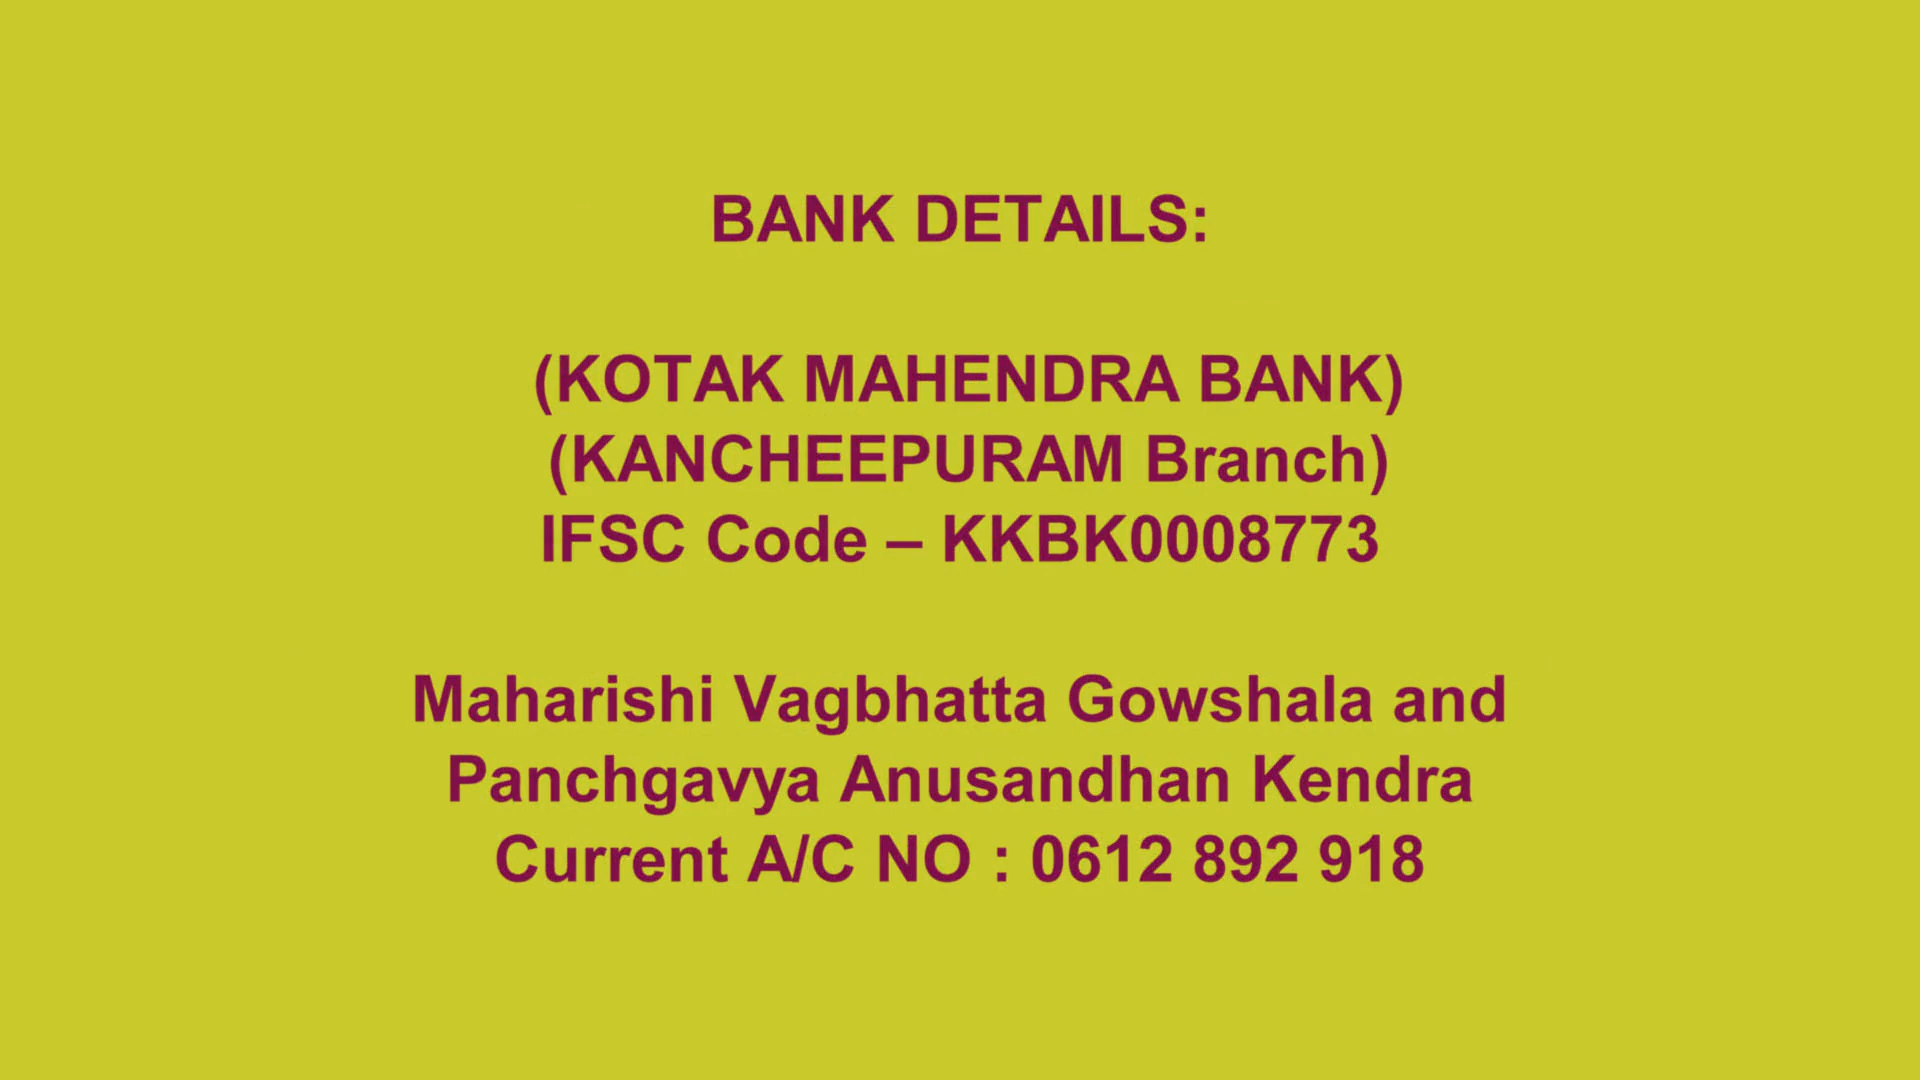 BANK DETAILS:
(KOTAK MAHENDRA BANK)
(KANCHEEPURAM Branch)
IFSC Code – KKBK0008773
Maharishi Vagbhatta Gowshala and
Panchgavya Anusandhan Kendra
Current A/C NO : 0612 892 918